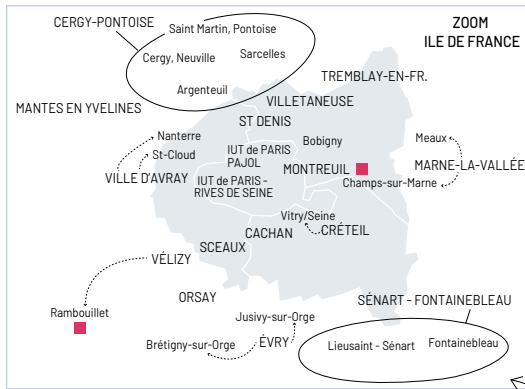 ZOOM
ILE DE FRANCE
CERGY-PONTOISE
Saint Martin, Pontoise
Cergy, Neuville
Sarcelles
Argenteuil
TREMBLAY-EN-FR.
MANTES EN YVELINES
VILLETANEUSE
ST DENIS
Nanterre
Bobigny
Meaux
St-Cloud
IUT de PARIS
PAJOL
MONTREUIL
MARNE-LA-VALLÉE
VILLE D'AVRAY
IUT de PARIS -
RIVES DE SEINE
Champs-sur-Marne
Vitry/Seine
CACHAN
CRÉTEIL
SCEAUX
VÉLIZY
ORSAY
SÉNART - FONTAINEBLEAU
Rambouillet
Jusivy-sur-Orge
Brétigny-sur-Orge
ÉVRY
Lieusaint - Sénart
Fontainebleau